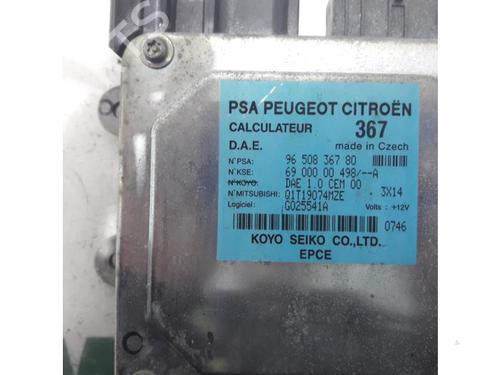 PSA PEUGEOT CITROËN
CALCULATEUR 367
D.A.E. made in Czech
N°PSA: 96 508 367 80
N°KSE: 69 000 00 498/--A
N°KOYO: DAE 1.0 CEM 00
N°MITSUBISHI: Q1T19074MZE 3X14
Logiciel: G025541A Volts : +12V
0746
KOYO SEIKO CO.,LTD.
EPCE